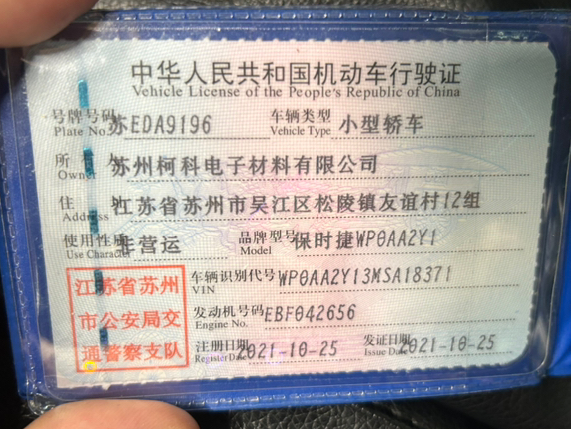 中华人民共和国机动车行驶证
Vehicle License of the People's Republic of China
号牌号码 苏EDA9196 车辆类型 小型轿车
Plate No. Vehicle Type
所有人 苏州柯科电子材料有限公司
Owner
住址 江苏省苏州市吴江区松陵镇友谊村12组
Address
使用性质 非营运 品牌型号 保时捷WP0AA2Y1
Use Character Model
江苏省苏州
市公安局交
通警察支队
车辆识别代号 WP0AA2Y13MSA18371
VIN
发动机号码 EBF042656
Engine No.
注册日期 2021-10-25 发证日期 2021-10-25
Register Date Issue Date